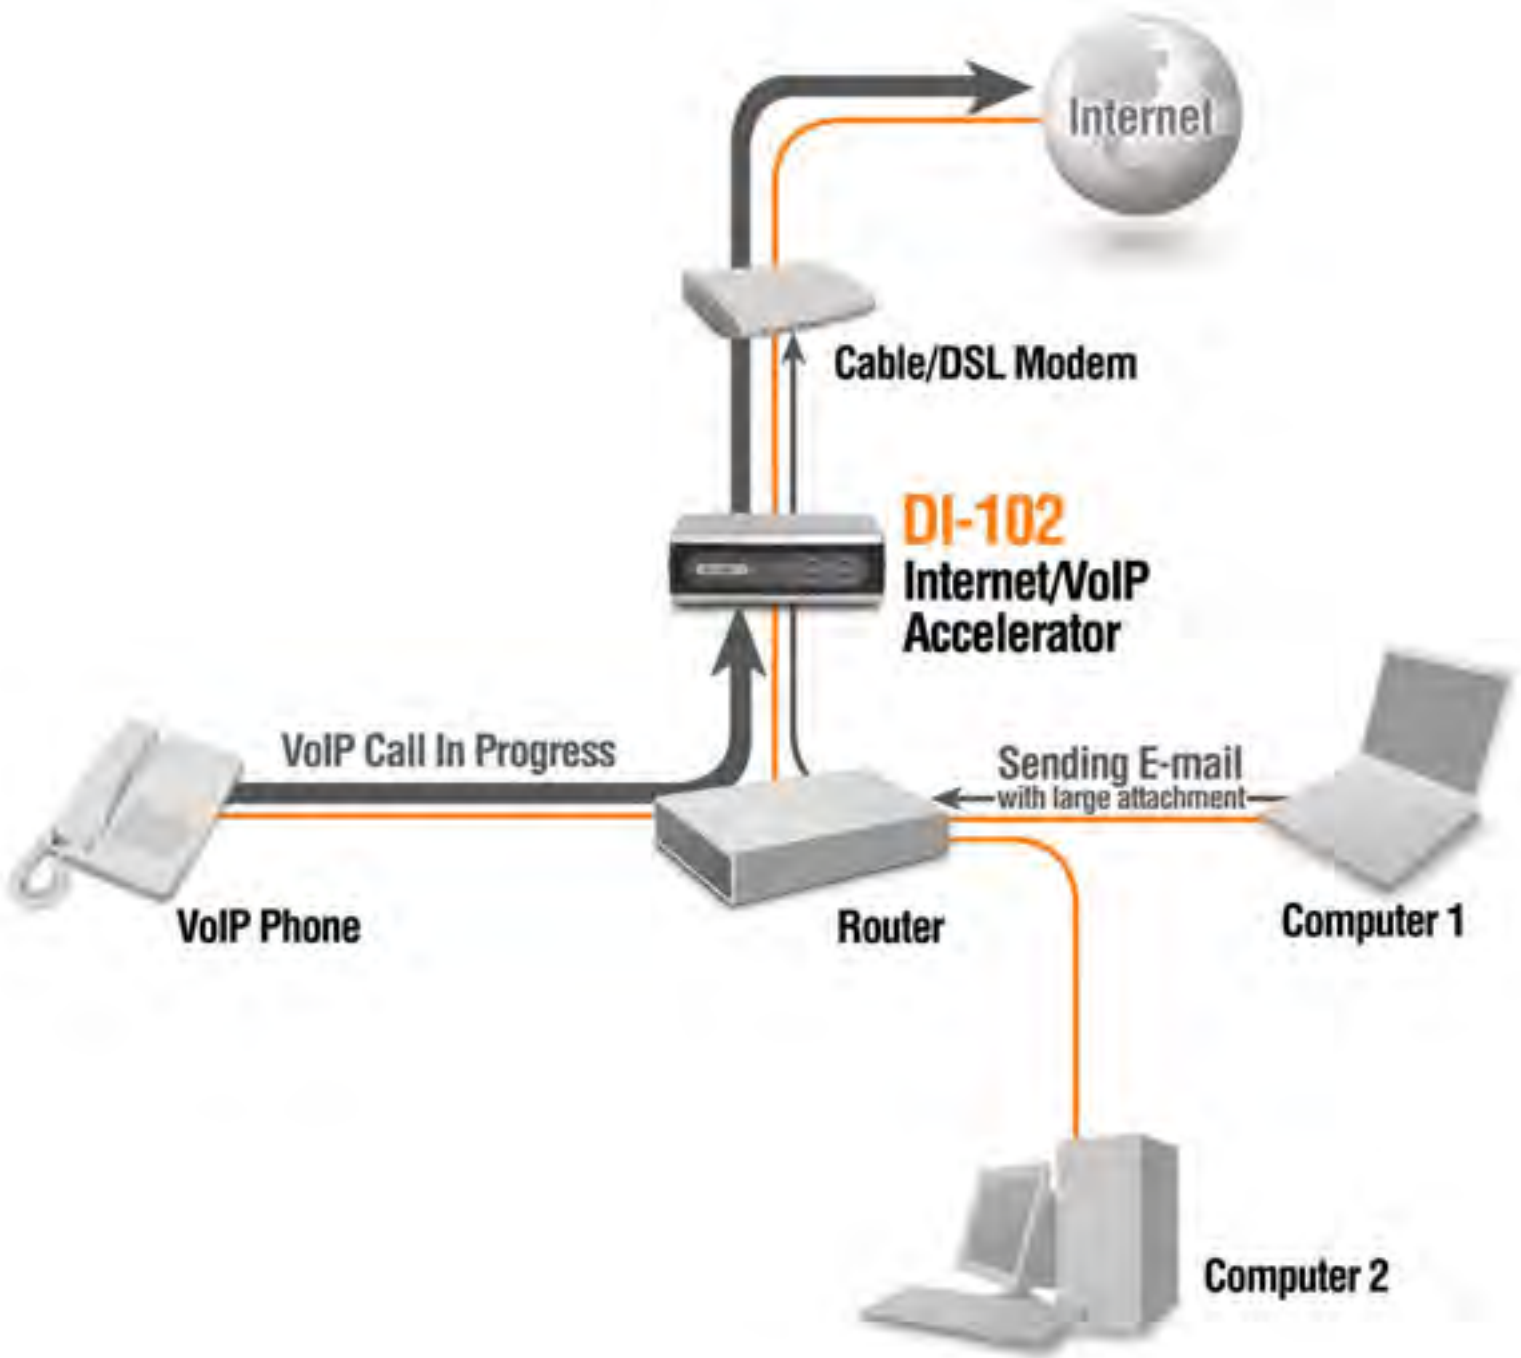 Internet
Cable/DSL Modem
DI-102
Internet/VoIP
Accelerator
VoIP Call In Progress
Sending E-mail
with large attachment
VoIP Phone
Router
Computer 1
Computer 2